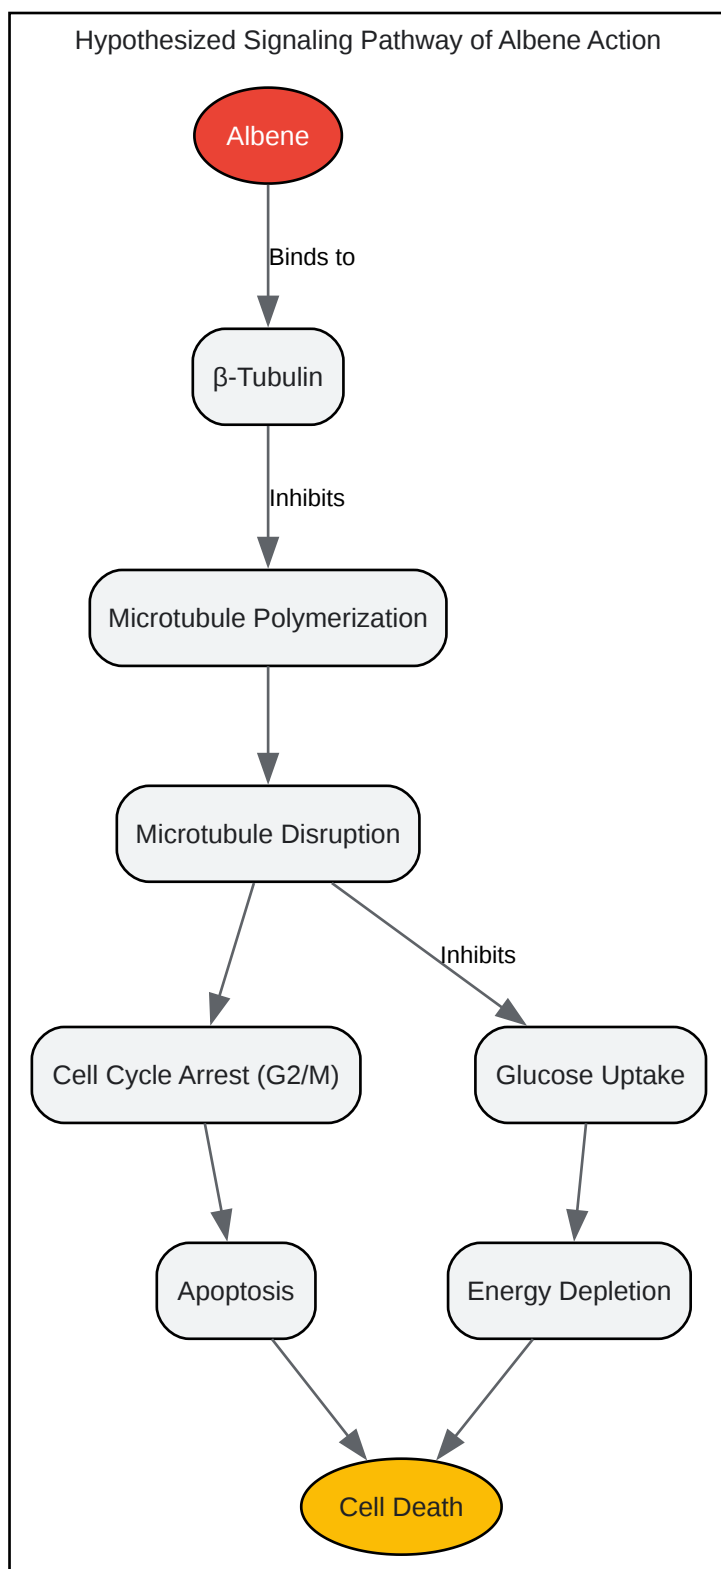 Hypothesized Signaling Pathway of Albene Action
Albene
Binds to
β-Tubulin
Inhibits
Microtubule Polymerization
Microtubule Disruption
Inhibits
Cell Cycle Arrest (G2/M)
Glucose Uptake
Apoptosis
Energy Depletion
Cell Death